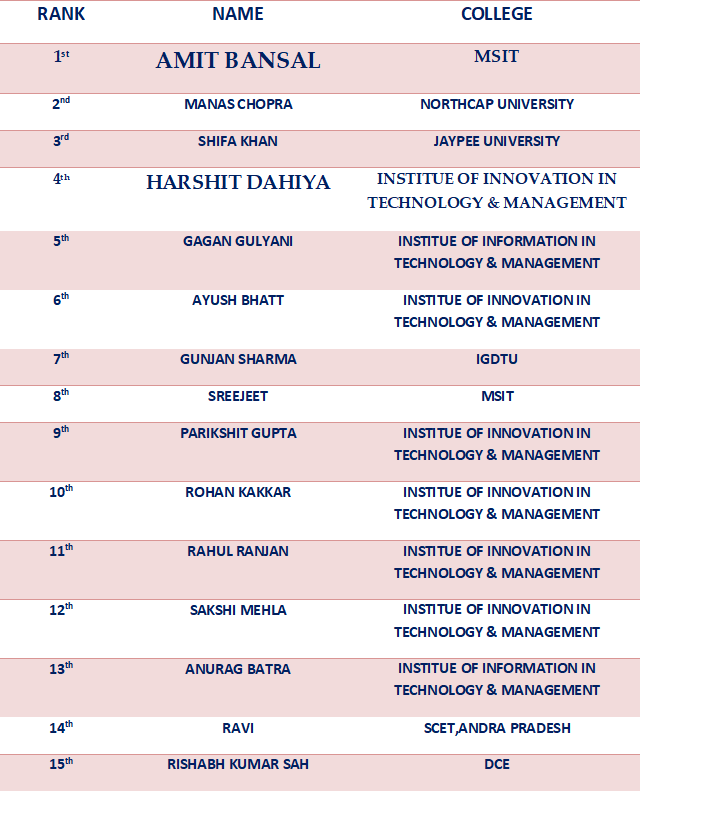 RANK NAME COLLEGE
1st AMIT BANSAL MSIT
2nd MANAS CHOPRA NORTHCAP UNIVERSITY
3rd SHIFA KHAN JAYPEE UNIVERSITY
4th HARSHIT DAHIYA INSTITUE OF INNOVATION IN
TECHNOLOGY & MANAGEMENT
5th GAGAN GULYANI INSTITUE OF INFORMATION IN
TECHNOLOGY & MANAGEMENT
6th AYUSH BHATT INSTITUE OF INNOVATION IN
TECHNOLOGY & MANAGEMENT
7th GUNJAN SHARMA IGDTU
8th SREEJEET MSIT
9th PARIKSHIT GUPTA INSTITUE OF INNOVATION IN
TECHNOLOGY & MANAGEMENT
10th ROHAN KAKKAR INSTITUE OF INNOVATION IN
TECHNOLOGY & MANAGEMENT
11th RAHUL RANJAN INSTITUE OF INNOVATION IN
TECHNOLOGY & MANAGEMENT
12th SAKSHI MEHLA INSTITUE OF INNOVATION IN
TECHNOLOGY & MANAGEMENT
13th ANURAG BATRA INSTITUE OF INFORMATION IN
TECHNOLOGY & MANAGEMENT
14th RAVI SCET,ANDRA PRADESH
15th RISHABH KUMAR SAH DCE